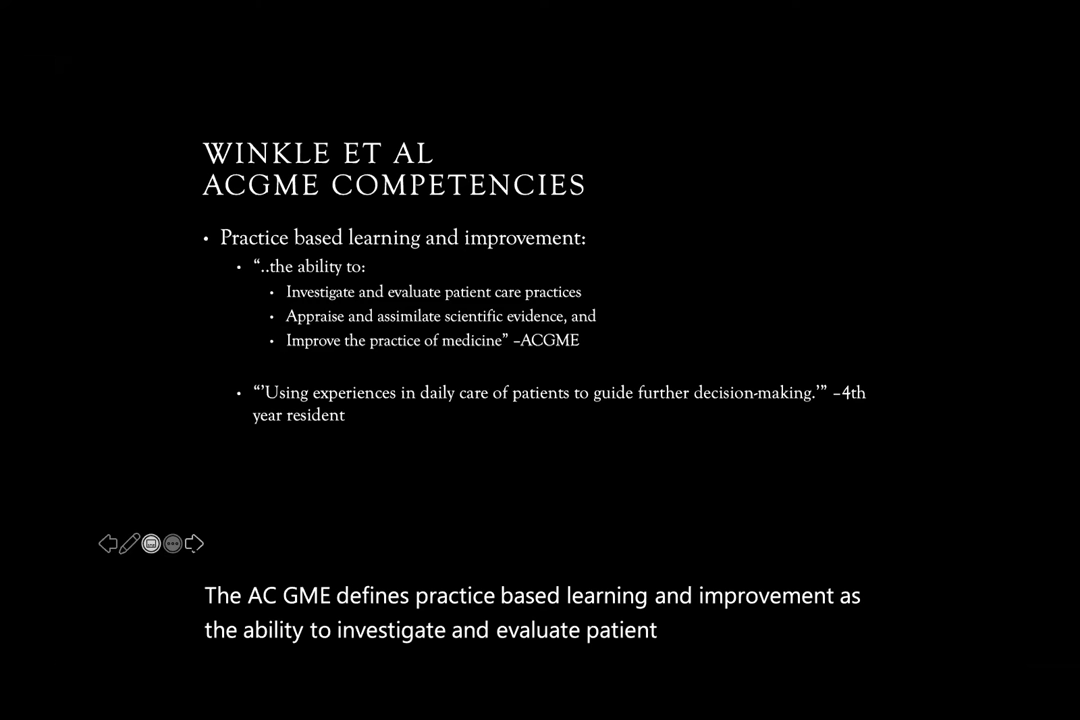 WINKLE ET AL
ACGME COMPETENCIES
• Practice based learning and improvement:
• “..the ability to:
• Investigate and evaluate patient care practices
• Appraise and assimilate scientific evidence, and
• Improve the practice of medicine” –ACGME
• “’Using experiences in daily care of patients to guide further decision-making.’” –4th
year resident
The AC GME defines practice based learning and improvement as
the ability to investigate and evaluate patient